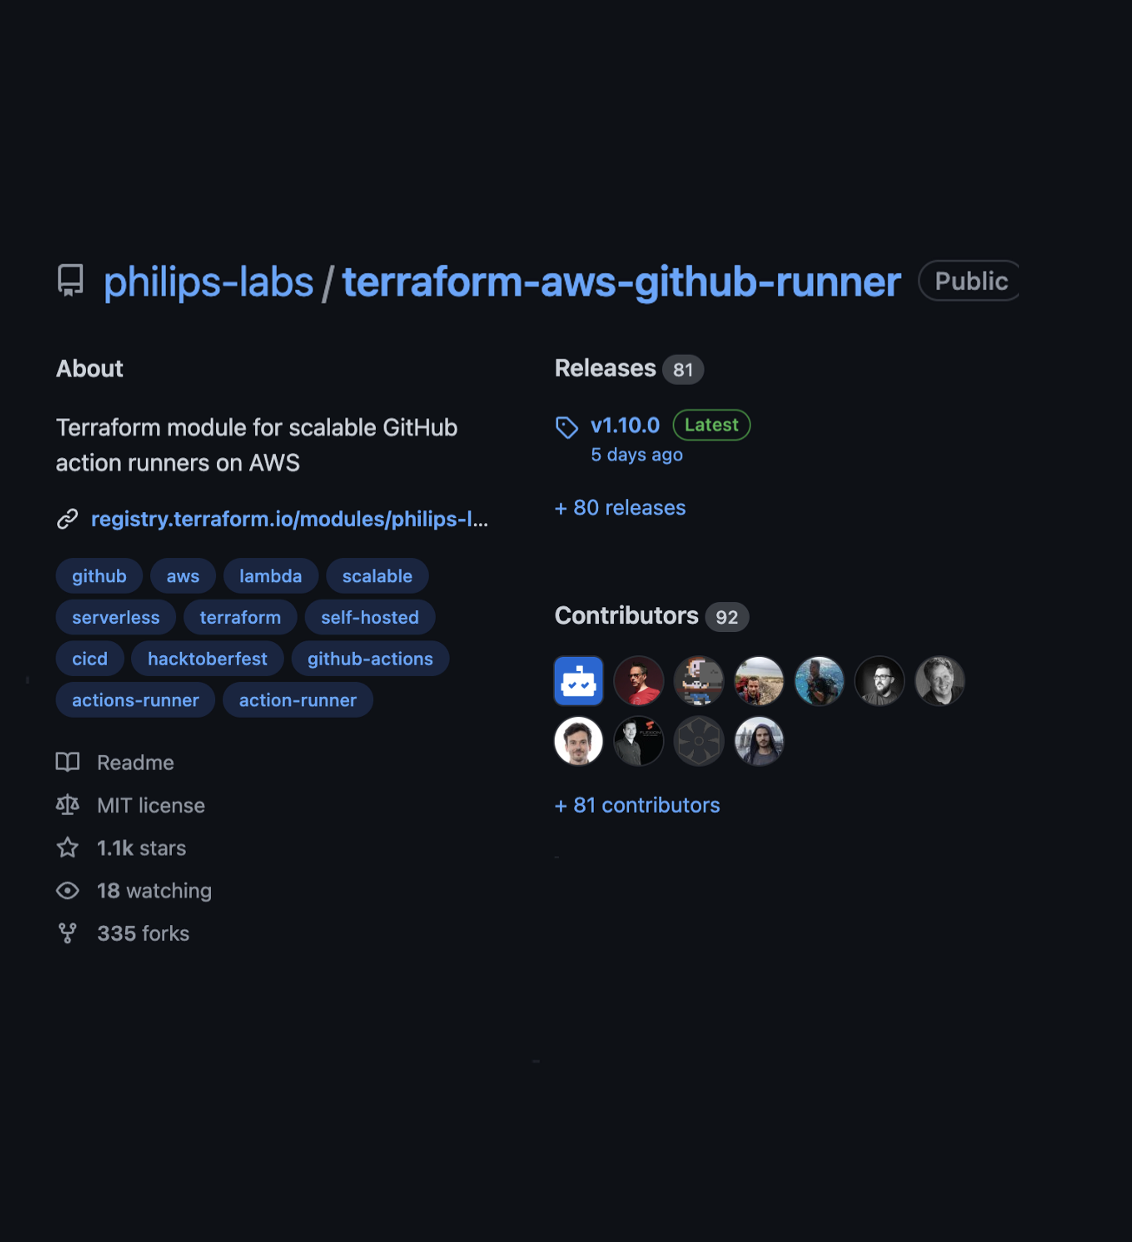 philips-labs / terraform-aws-github-runner Public
About
Terraform module for scalable GitHub
action runners on AWS
registry.terraform.io/modules/philips-l...
github aws lambda scalable
serverless terraform self-hosted
cicd hacktoberfest github-actions
actions-runner action-runner
Readme
MIT license
1.1k stars
18 watching
335 forks
Releases 81
v1.10.0 Latest
5 days ago
+ 80 releases
Contributors 92
+ 81 contributors